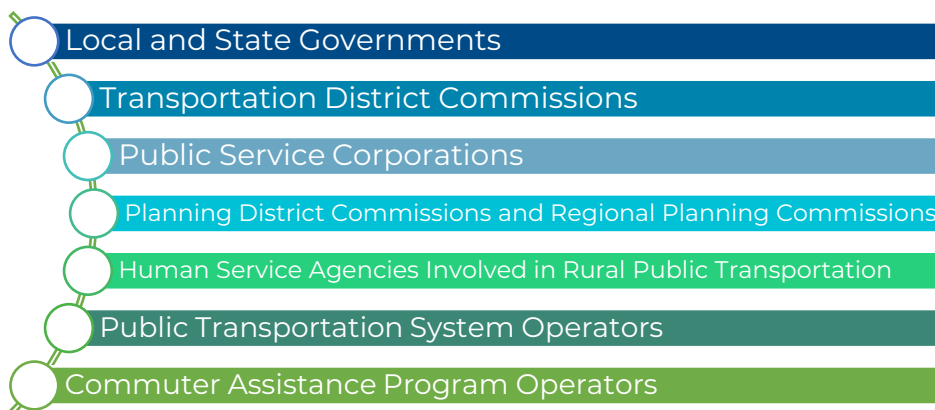 Local and State Governments
Transportation District Commissions
Public Service Corporations
Planning District Commissions and Regional Planning Commissions
Human Service Agencies Involved in Rural Public Transportation
Public Transportation System Operators
Commuter Assistance Program Operators